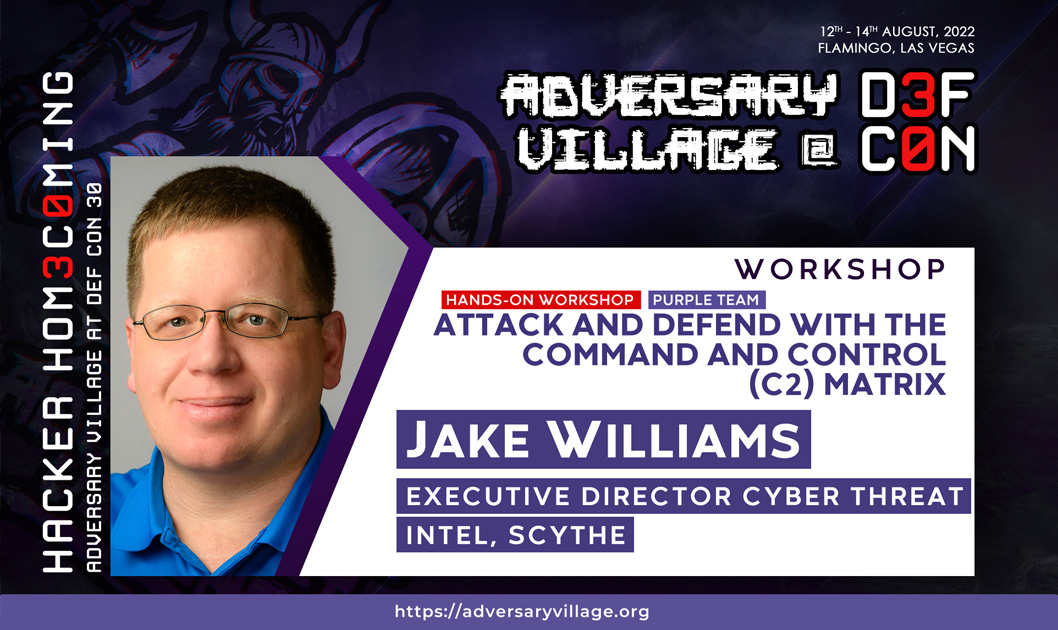 12TH - 14TH AUGUST, 2022
FLAMINGO, LAS VEGAS
ADVERSARY D3F
VILLAGE @ C0N
HACKER HOM3C0MING
ADVERSARY VILLAGE AT DEF CON 30
WORKSHOP
HANDS-ON WORKSHOP PURPLE TEAM
ATTACK AND DEFEND WITH THE
COMMAND AND CONTROL
(C2) MATRIX
JAKE WILLIAMS
EXECUTIVE DIRECTOR CYBER THREAT
INTEL, SCYTHE
https://adversaryvillage.org